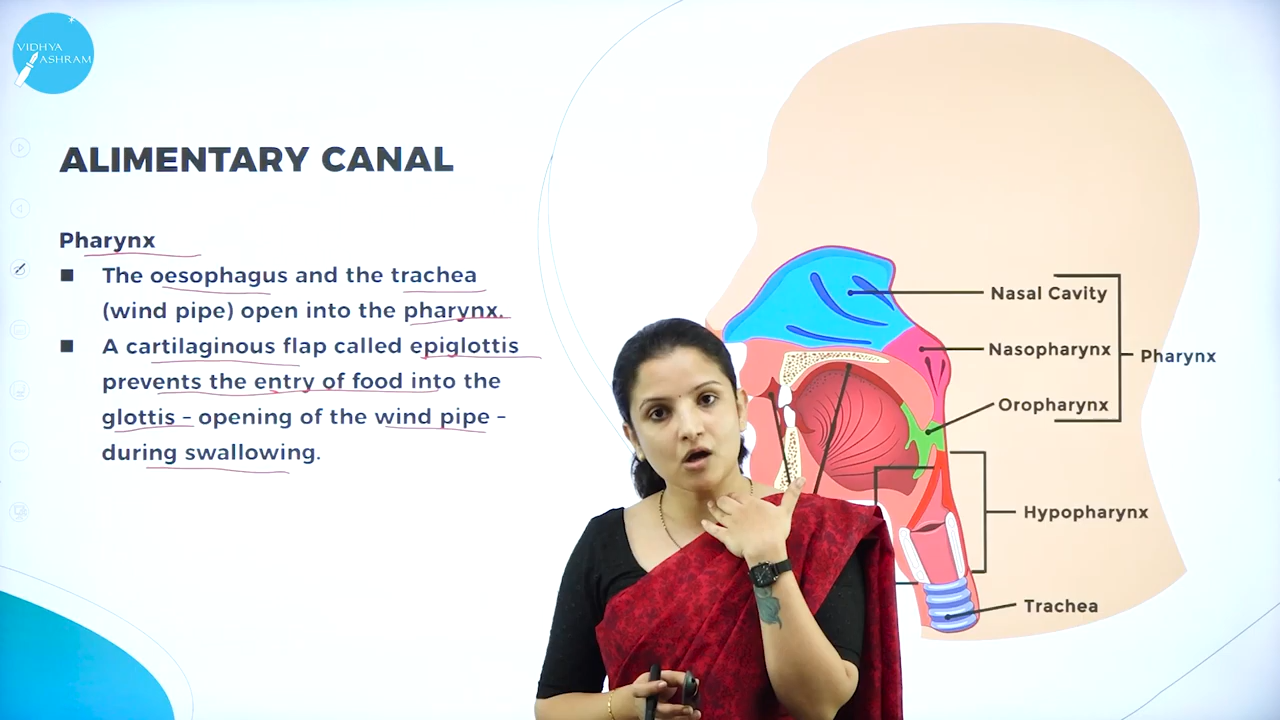 VIDHYA
ASHRAM
ALIMENTARY CANAL
Pharynx
■ The oesophagus and the trachea
(wind pipe) open into the pharynx.
■ A cartilaginous flap called epiglottis
prevents the entry of food into the
glottis – opening of the wind pipe –
during swallowing.
Nasal Cavity
Nasopharynx
Pharynx
Oropharynx
Hypopharynx
Trachea